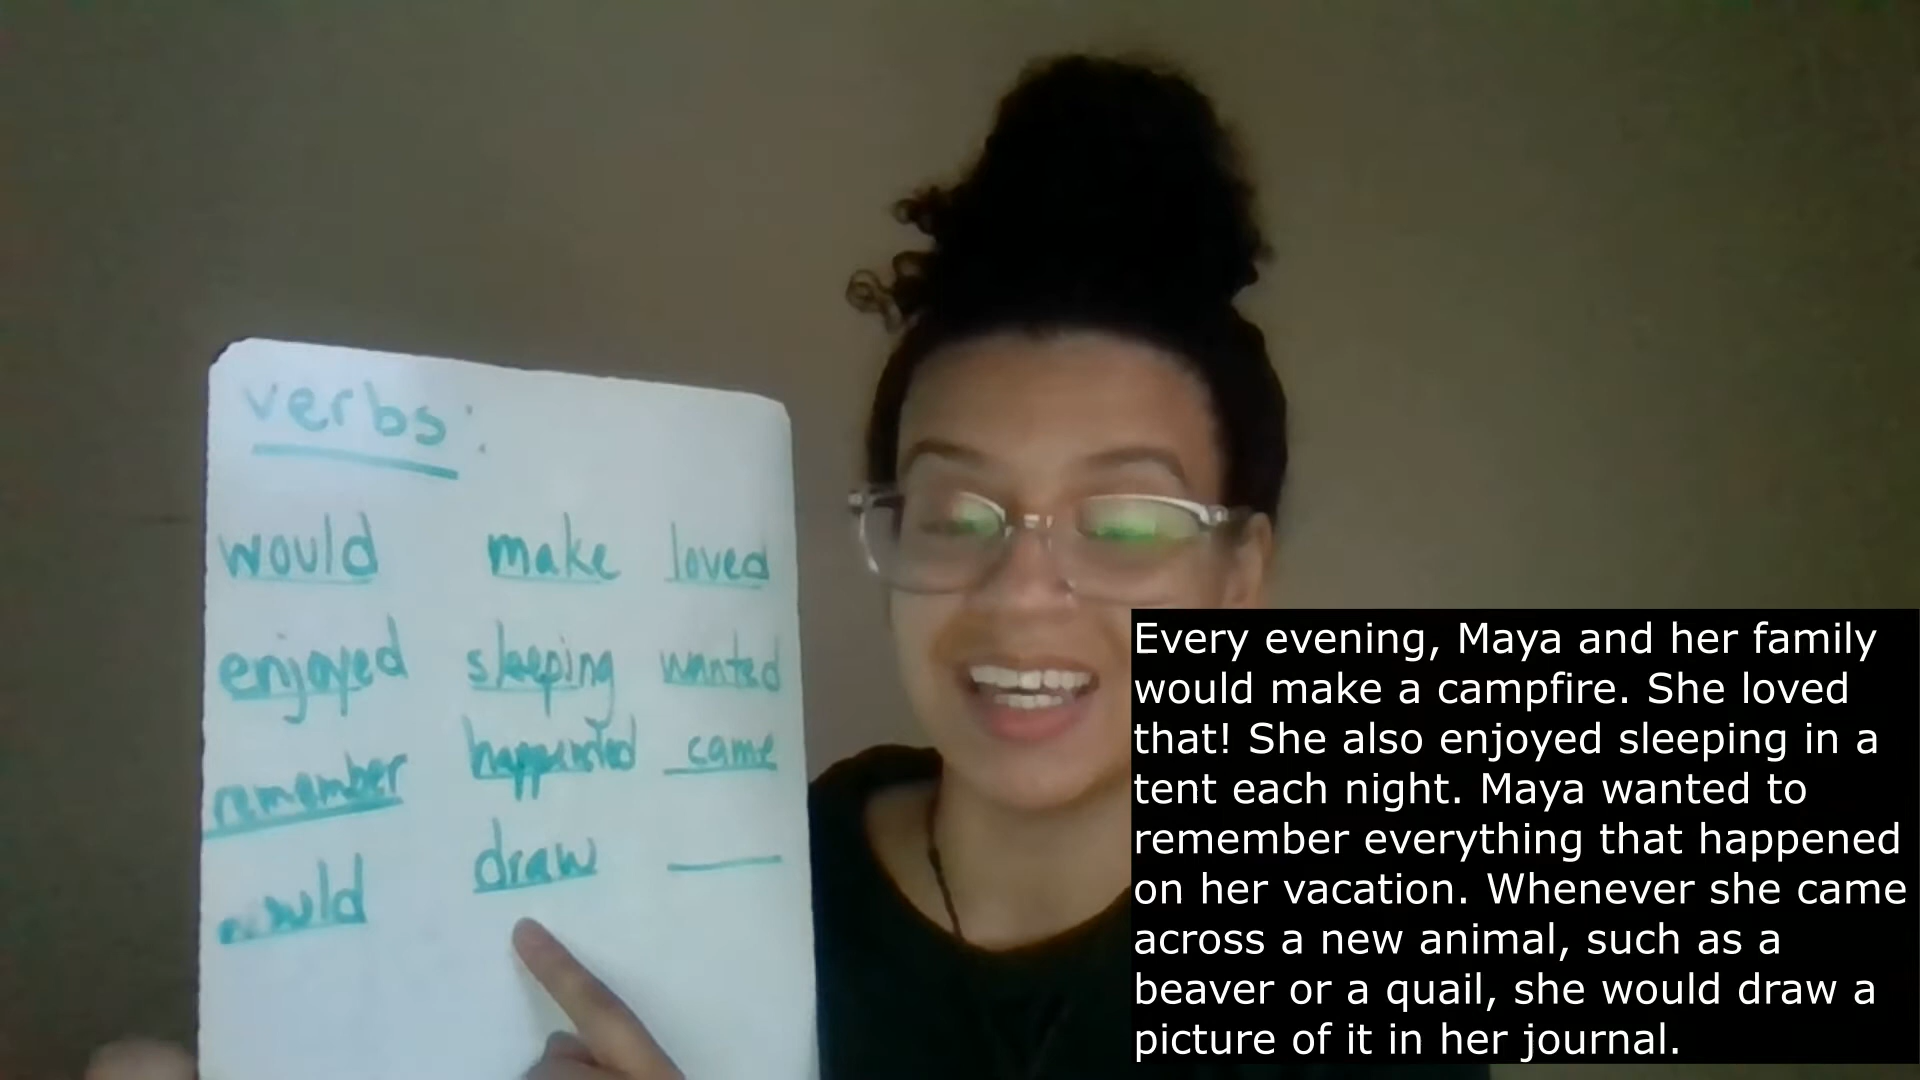 verbs:
would make loved
enjoyed sleeping wanted
remember happened came
would draw
Every evening, Maya and her family
would make a campfire. She loved
that! She also enjoyed sleeping in a
tent each night. Maya wanted to
remember everything that happened
on her vacation. Whenever she came
across a new animal, such as a
beaver or a quail, she would draw a
picture of it in her journal.